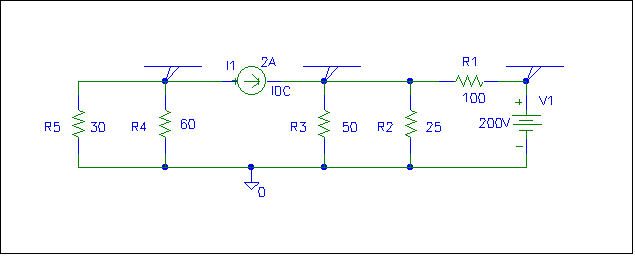 I1 2A R1
IDC 100 V1
+
R5 30 R4 60 R3 50 R2 25 200V
-
0